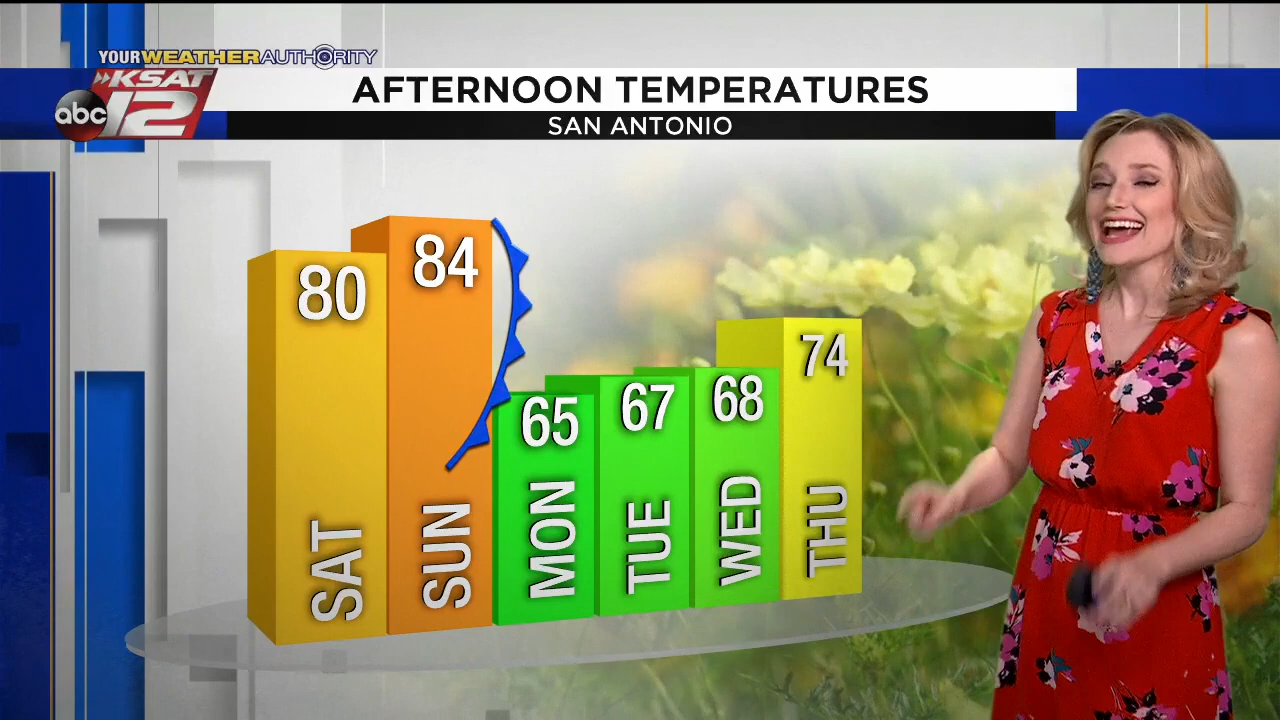 YOUR WEATHER AUTHORITY
KSAT
abc 12
AFTERNOON TEMPERATURES
SAN ANTONIO
80
84
65
67
68
74
SAT
SUN
MON
TUE
WED
THU